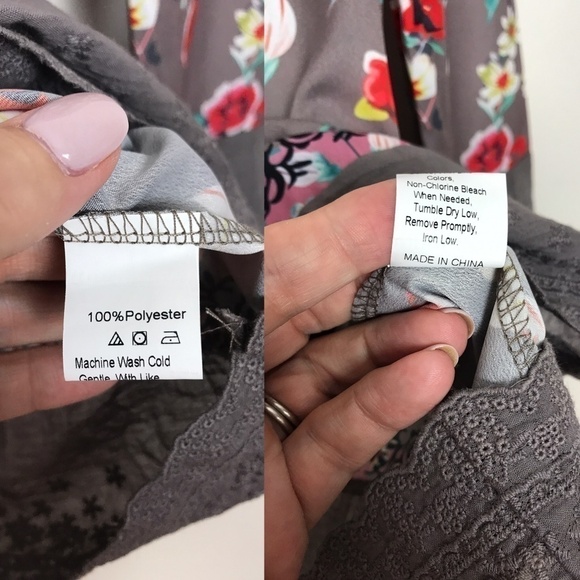 100%Polyester
Machine Wash Cold
Gentle With Like
Colors,
Non-Chlorine Bleach
When Needed,
Tumble Dry Low,
Remove Promptly,
Iron Low.
MADE IN CHINA